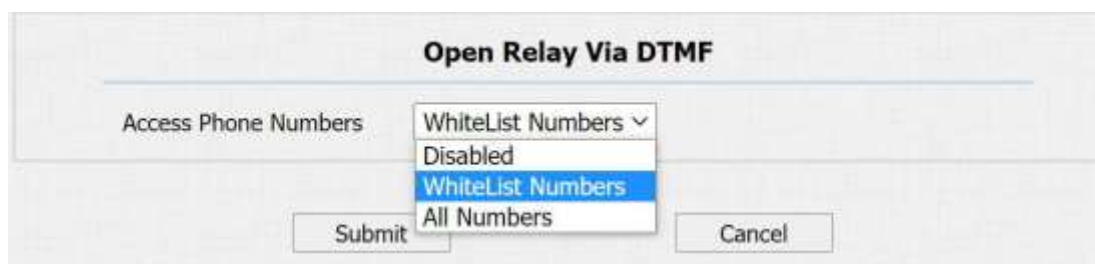 Open Relay Via DTMF
Access Phone Numbers WhiteList Numbers
Disabled
WhiteList Numbers
All Numbers
Submit Cancel